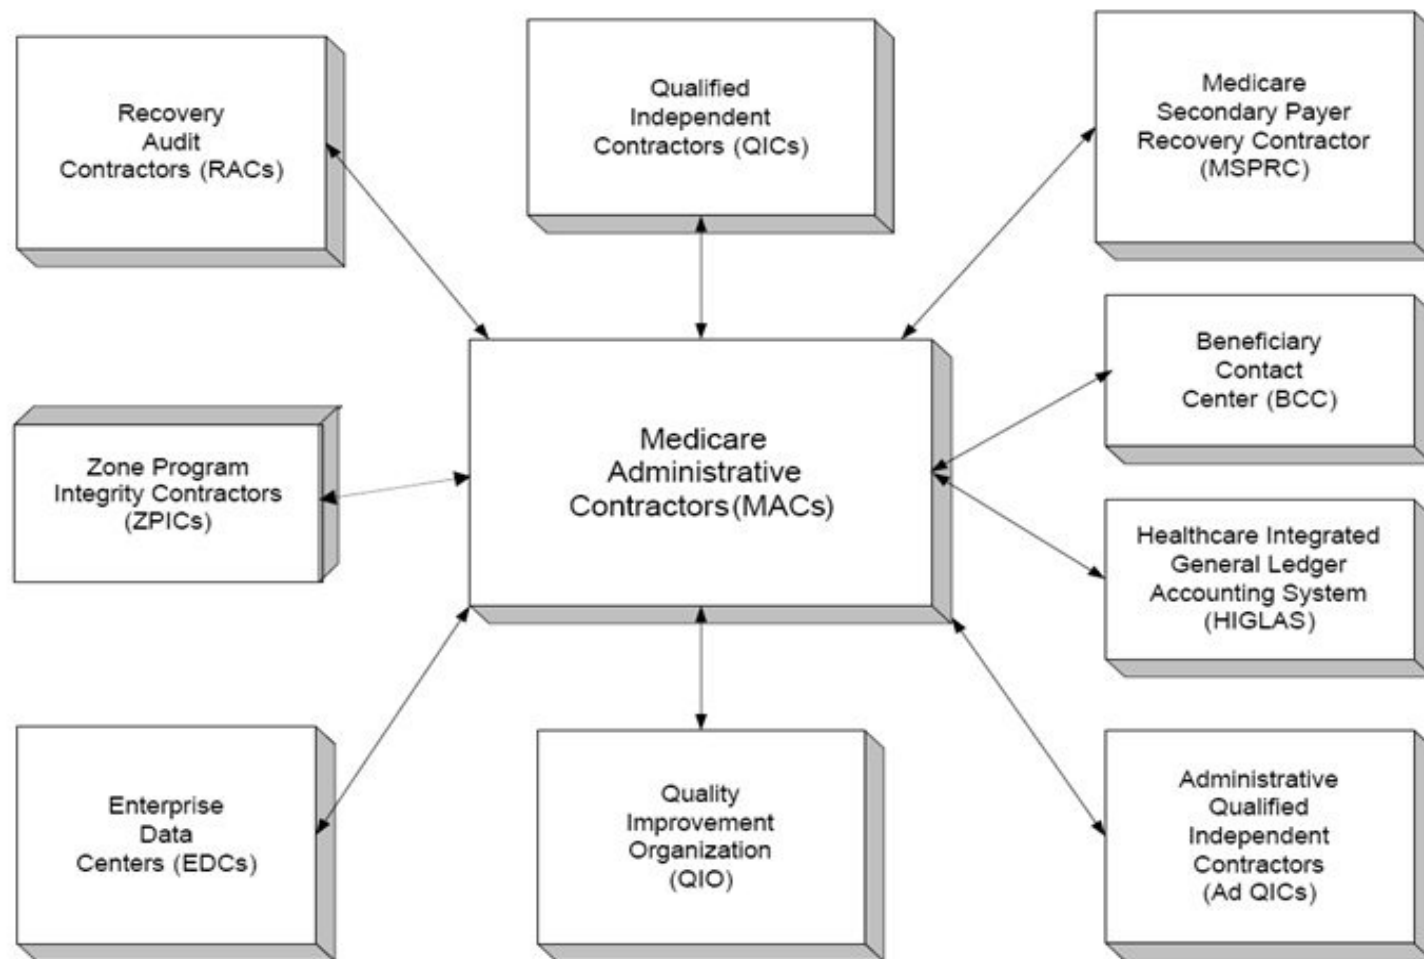 Recovery
Audit
Contractors (RACs)
Qualified
Independent
Contractors (QICs)
Medicare
Secondary Payer
Recovery Contractor
(MSPRC)
Beneficiary
Contact
Center (BCC)
Zone Program
Integrity Contractors
(ZPICs)
Medicare
Administrative
Contractors (MACs)
Healthcare Integrated
General Ledger
Accounting System
(HIGLAS)
Enterprise
Data
Centers (EDCs)
Quality
Improvement
Organization
(QIO)
Administrative
Qualified
Independent
Contractors
(Ad QICs)